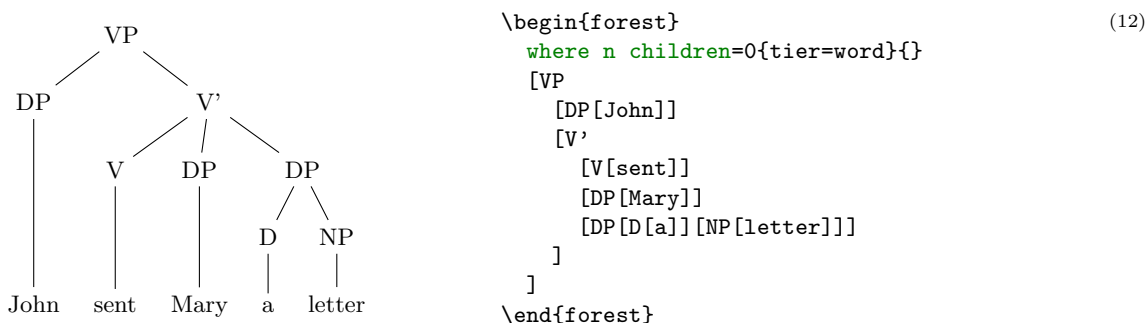 VP
DP V'
V DP DP
D NP
John sent Mary a letter
\begin{forest}
where n children=0{tier=word}{}
[VP
[DP[John]]
[V'
[V[sent]]
[DP[Mary]]
[DP[D[a]][NP[letter]]]
]
]
\end{forest}
(12)